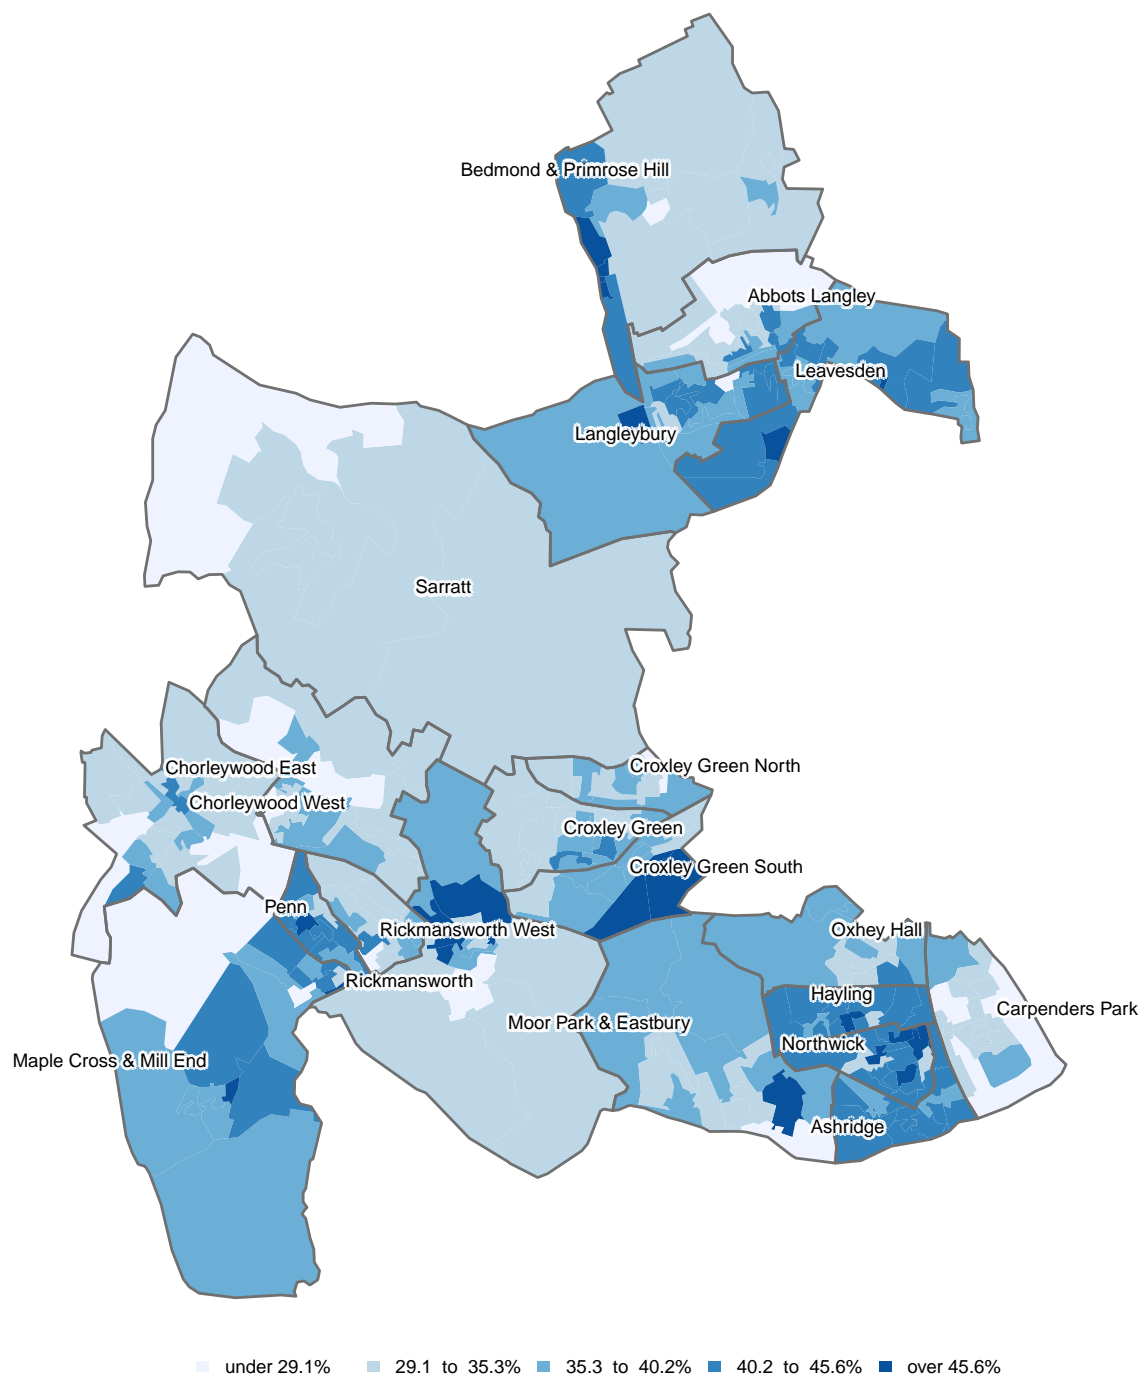 Bedmond & Primrose Hill
Abbots Langley
Leavesden
Langleybury
Sarratt
Croxley Green North
Chorleywood East
Chorleywood West
Croxley Green
Croxley Green South
Penn
Rickmansworth West
Oxhey Hall
Rickmansworth
Hayling
Carpenders Park
Moor Park & Eastbury
Northwick
Maple Cross & Mill End
Ashridge
under 29.1% 29.1 to 35.3% 35.3 to 40.2% 40.2 to 45.6% over 45.6%